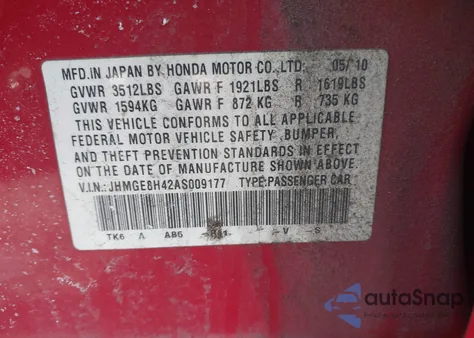 MFD.IN JAPAN BY HONDA MOTOR CO.,LTD. 05/10
GVWR 3512LBS GAWR F 1921LBS R 1619LBS
GVWR 1594KG GAWR F 872 KG R 735 KG
THIS VEHICLE CONFORMS TO ALL APPLICABLE
FEDERAL MOTOR VEHICLE SAFETY, BUMPER,
AND THEFT PREVENTION STANDARDS IN EFFECT
ON THE DATE OF MANUFACTURE SHOWN ABOVE.
V.I.N.: JHMGE8H42AS009177 TYPE:PASSENGER CAR
TK6 A AB5 V S
autoSnap